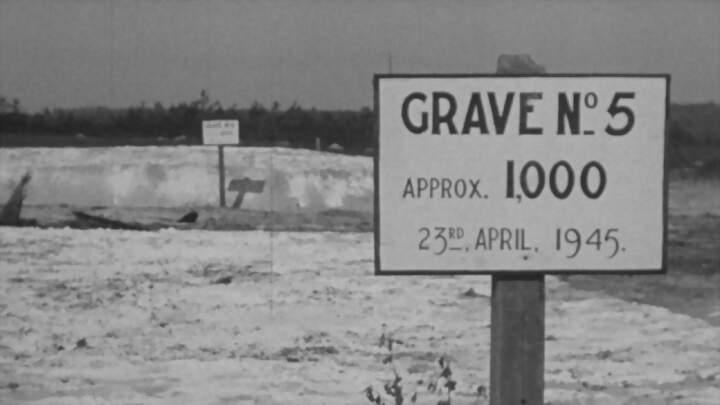 GRAVE Nº 5
APPROX. 1,000
23RD. APRIL. 1945.